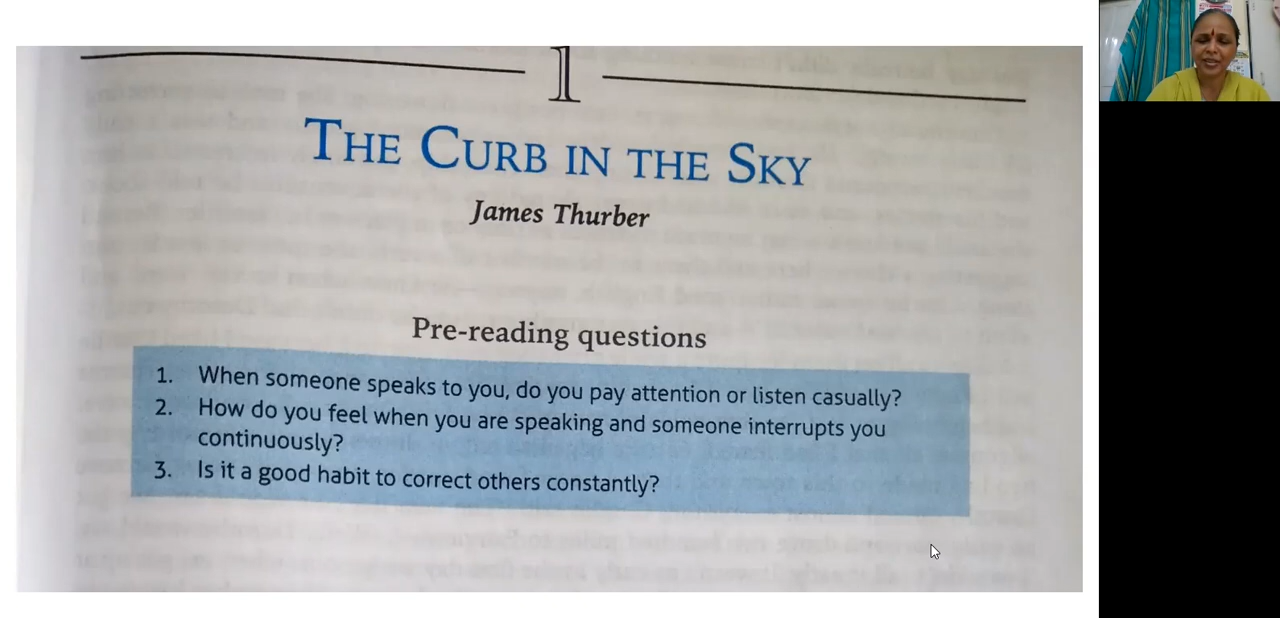 1
THE CURB IN THE SKY
James Thurber
Pre-reading questions
1. When someone speaks to you, do you pay attention or listen casually?
2. How do you feel when you are speaking and someone interrupts you
continuously?
3. Is it a good habit to correct others constantly?